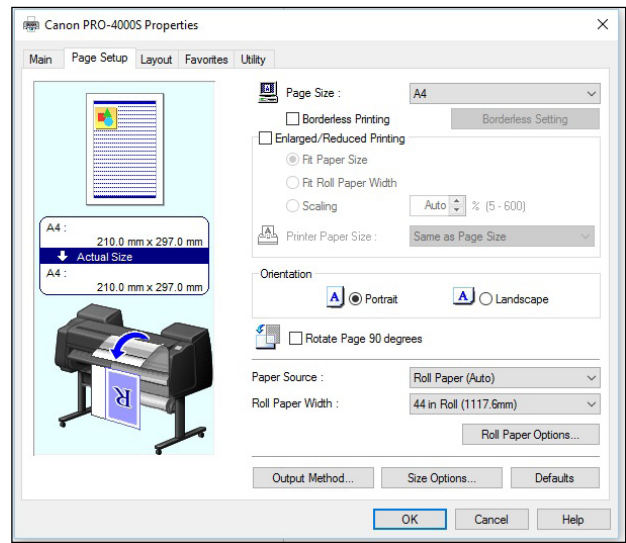 Canon PRO-4000S Properties
Main Page Setup Layout Favorites Utility
Page Size : A4
Borderless Printing Borderless Setting
Enlarged/Reduced Printing
Fit Paper Size
Fit Roll Paper Width
Scaling Auto % (5 - 600)
Printer Paper Size : Same as Page Size
A4 :
210.0 mm x 297.0 mm
Actual Size
A4 :
210.0 mm x 297.0 mm
Orientation
A Portrait A Landscape
Rotate Page 90 degrees
R
Paper Source : Roll Paper (Auto)
Roll Paper Width : 44 in Roll (1117.6mm)
Roll Paper Options...
Output Method... Size Options... Defaults
OK Cancel Help